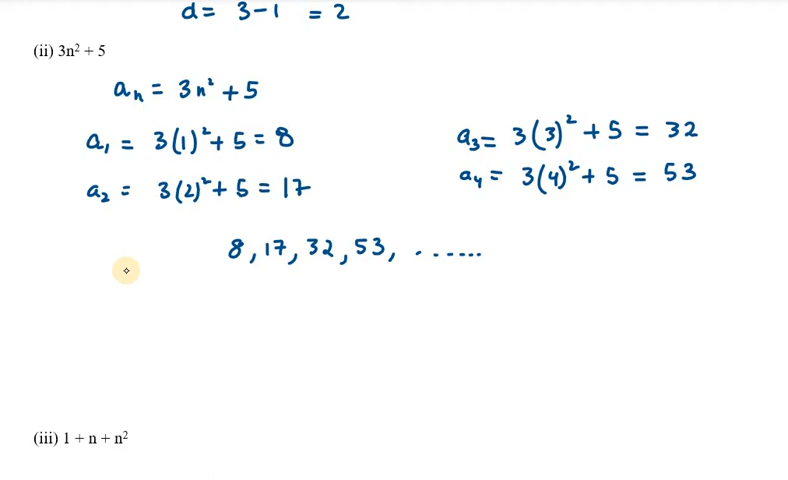 d = 3 - 1 = 2
(ii) 3n² + 5
aₙ = 3n² + 5
a₁ = 3(1)² + 5 = 8
a₂ = 3(2)² + 5 = 17
a₃ = 3(3)² + 5 = 32
a₄ = 3(4)² + 5 = 53
8, 17, 32, 53, .......
(iii) 1 + n + n²